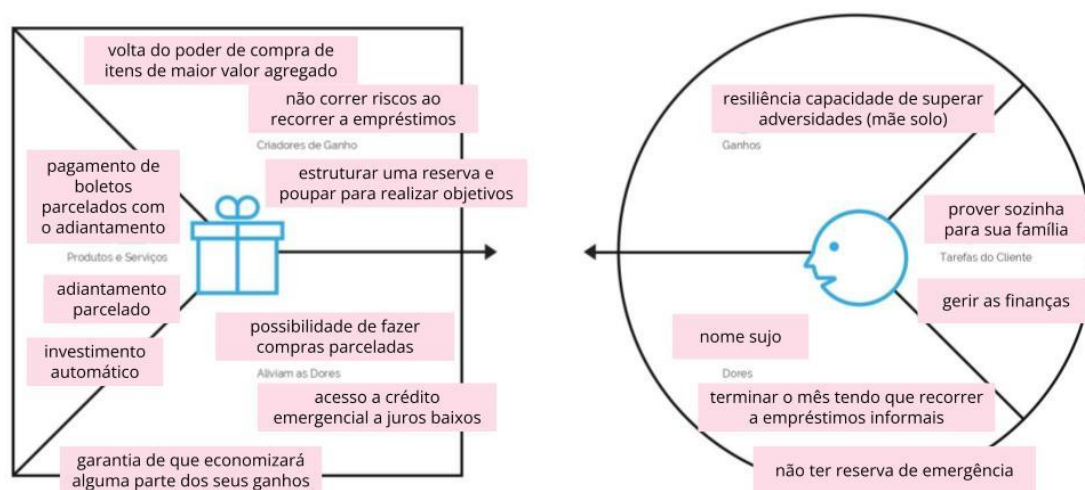 volta do poder de compra de
itens de maior valor agregado
não correr riscos ao
recorrer a empréstimos
Criadores de Ganho
estruturar uma reserva e
poupar para realizar objetivos
pagamento de
boletos
parcelados com
o adiantamento
Produtos e Serviços
adiantamento
parcelado
investimento
automático
possibilidade de fazer
compras parceladas
Aliviam as Dores
acesso a crédito
emergencial a juros baixos
garantia de que economizará
alguma parte dos seus ganhos
resiliência capacidade de superar
adversidades (mãe solo)
Ganhos
prover sozinha
para sua família
Tarefas do Cliente
gerir as finanças
nome sujo
Dores
terminar o mês tendo que recorrer
a empréstimos informais
não ter reserva de emergência